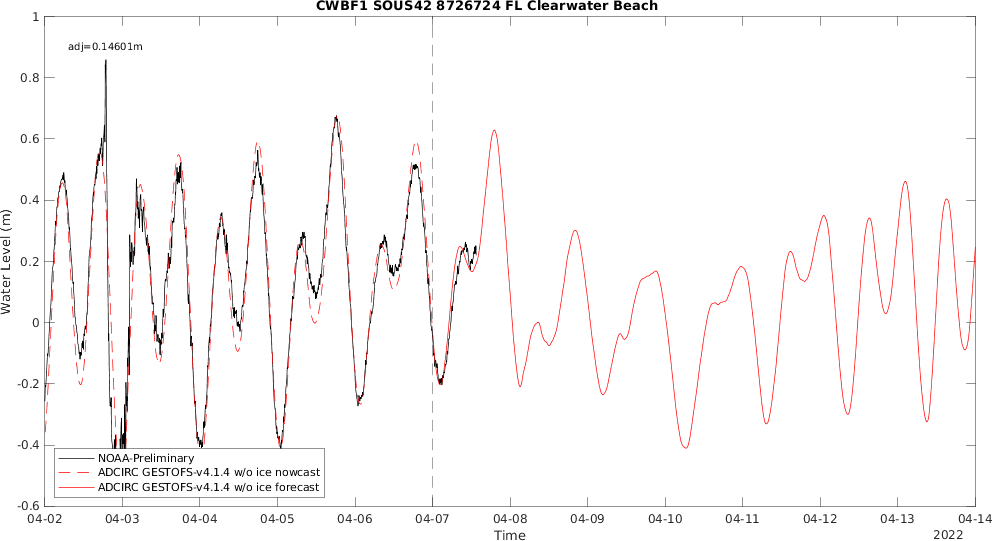 CWBF1 SOUS42 8726724 FL Clearwater Beach
adj=0.14601m
Water Level (m)
1
0.8
0.6
0.4
0.2
0
-0.2
-0.4
-0.6
NOAA-Preliminary
ADCIRC GESTOFS-v4.1.4 w/o ice nowcast
ADCIRC GESTOFS-v4.1.4 w/o ice forecast
04-02 04-03 04-04 04-05 04-06 04-07 04-08 04-09 04-10 04-11 04-12 04-13 04-14
Time
2022